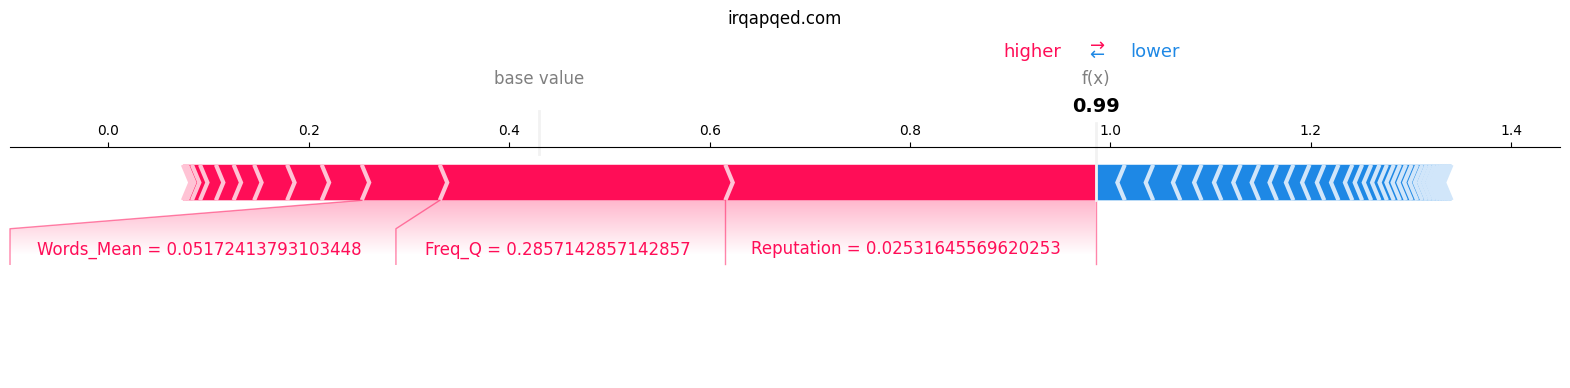 irqapqed.com
higher → lower
←
base value f(x)
0.99
0.0 0.2 0.4 0.6 0.8 1.0 1.2 1.4
Words_Mean = 0.05172413793103448 Freq_Q = 0.2857142857142857 Reputation = 0.02531645569620253